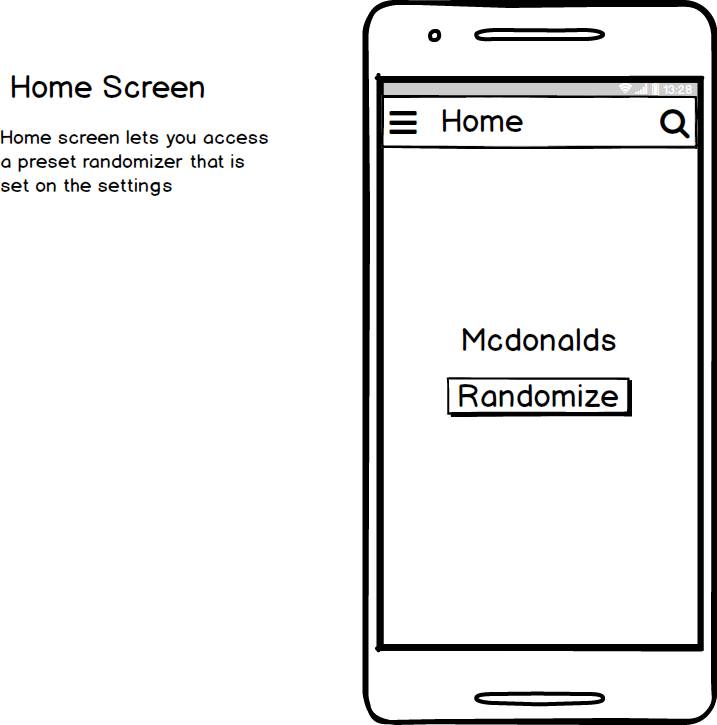 Home Screen
Home screen lets you access
a preset randomizer that is
set on the settings
13:28
Home
Mcdonalds
Randomize